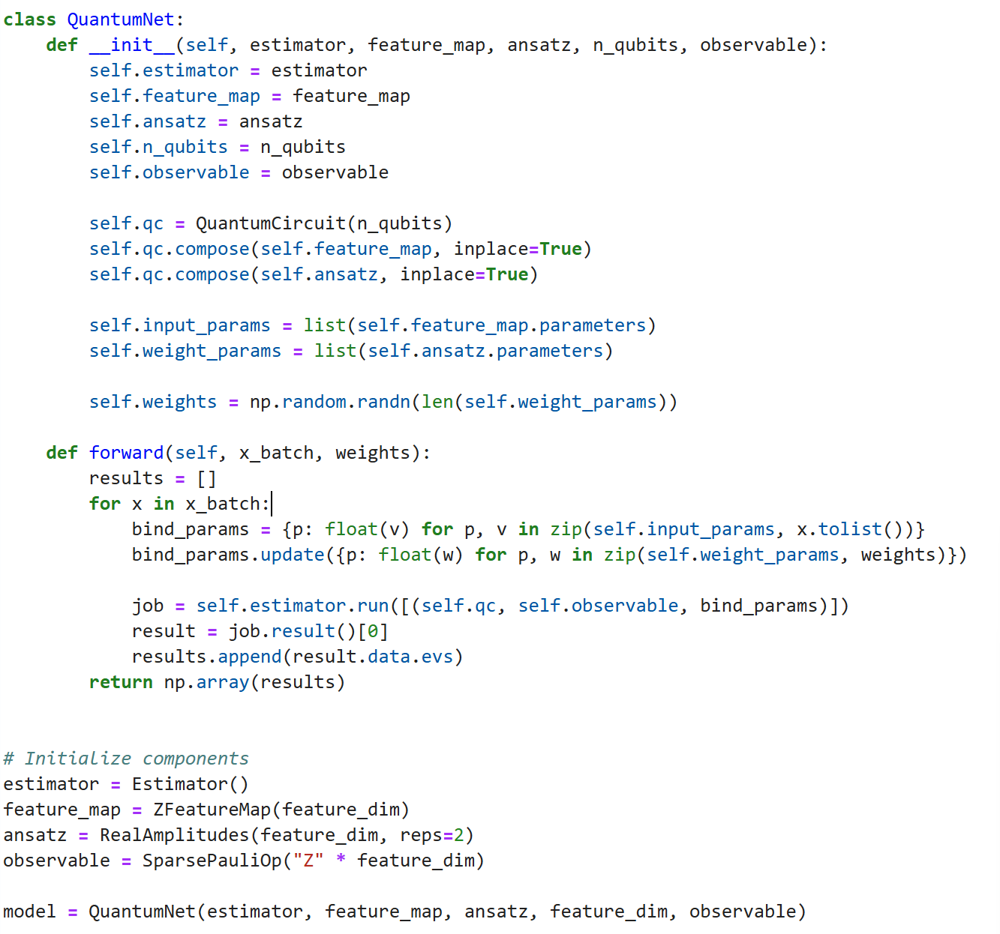 class QuantumNet:
    def __init__(self, estimator, feature_map, ansatz, n_qubits, observable):
        self.estimator = estimator
        self.feature_map = feature_map
        self.ansatz = ansatz
        self.n_qubits = n_qubits
        self.observable = observable

        self.qc = QuantumCircuit(n_qubits)
        self.qc.compose(self.feature_map, inplace=True)
        self.qc.compose(self.ansatz, inplace=True)

        self.input_params = list(self.feature_map.parameters)
        self.weight_params = list(self.ansatz.parameters)

        self.weights = np.random.randn(len(self.weight_params))

    def forward(self, x_batch, weights):
        results = []
        for x in x_batch:
            bind_params = {p: float(v) for p, v in zip(self.input_params, x.tolist())}
            bind_params.update({p: float(w) for p, w in zip(self.weight_params, weights)})

            job = self.estimator.run([(self.qc, self.observable, bind_params)])
            result = job.result()[0]
            results.append(result.data.evs)
        return np.array(results)


# Initialize components
estimator = Estimator()
feature_map = ZFeatureMap(feature_dim)
ansatz = RealAmplitudes(feature_dim, reps=2)
observable = SparsePauliOp("Z" * feature_dim)

model = QuantumNet(estimator, feature_map, ansatz, feature_dim, observable)